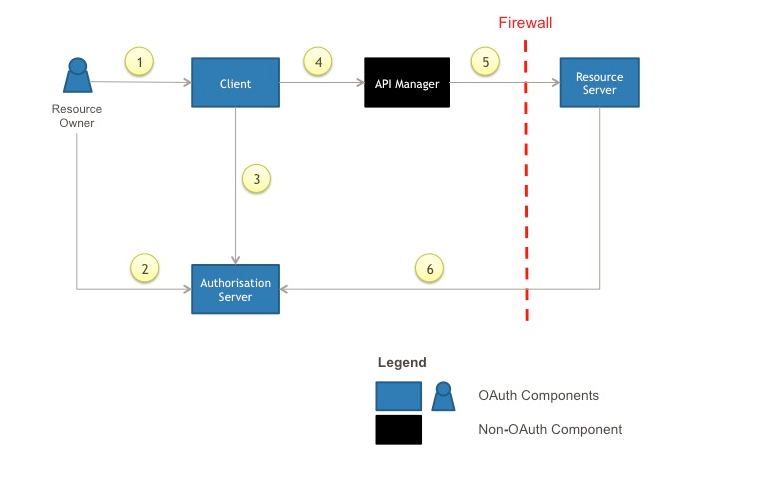 Firewall
1
4
5
Client
API Manager
Resource
Server
Resource
Owner
3
2
6
Authorisation
Server
Legend
OAuth Components
Non-OAuth Component